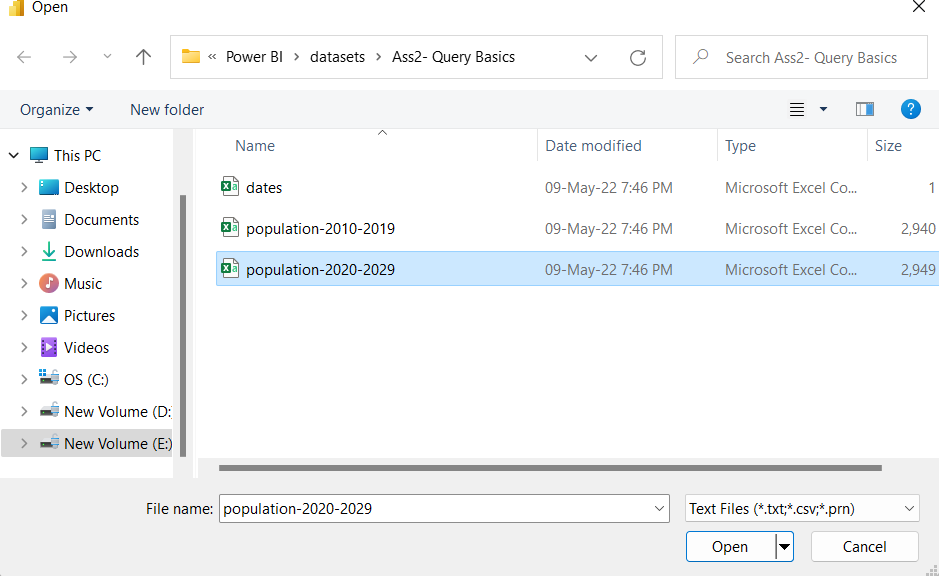 Open
« Power BI › datasets › Ass2- Query Basics
Search Ass2- Query Basics
Organize
New folder
?
Name Date modified Type Size
This PC
Desktop
Documents
Downloads
Music
Pictures
Videos
OS (C:)
New Volume (D:
New Volume (E:)
dates 09-May-22 7:46 PM Microsoft Excel Co... 1
population-2010-2019 09-May-22 7:46 PM Microsoft Excel Co... 2,940
population-2020-2029 09-May-22 7:46 PM Microsoft Excel Co... 2,949
File name: population-2020-2029 Text Files (*.txt;*.csv;*.prn)
Open Cancel